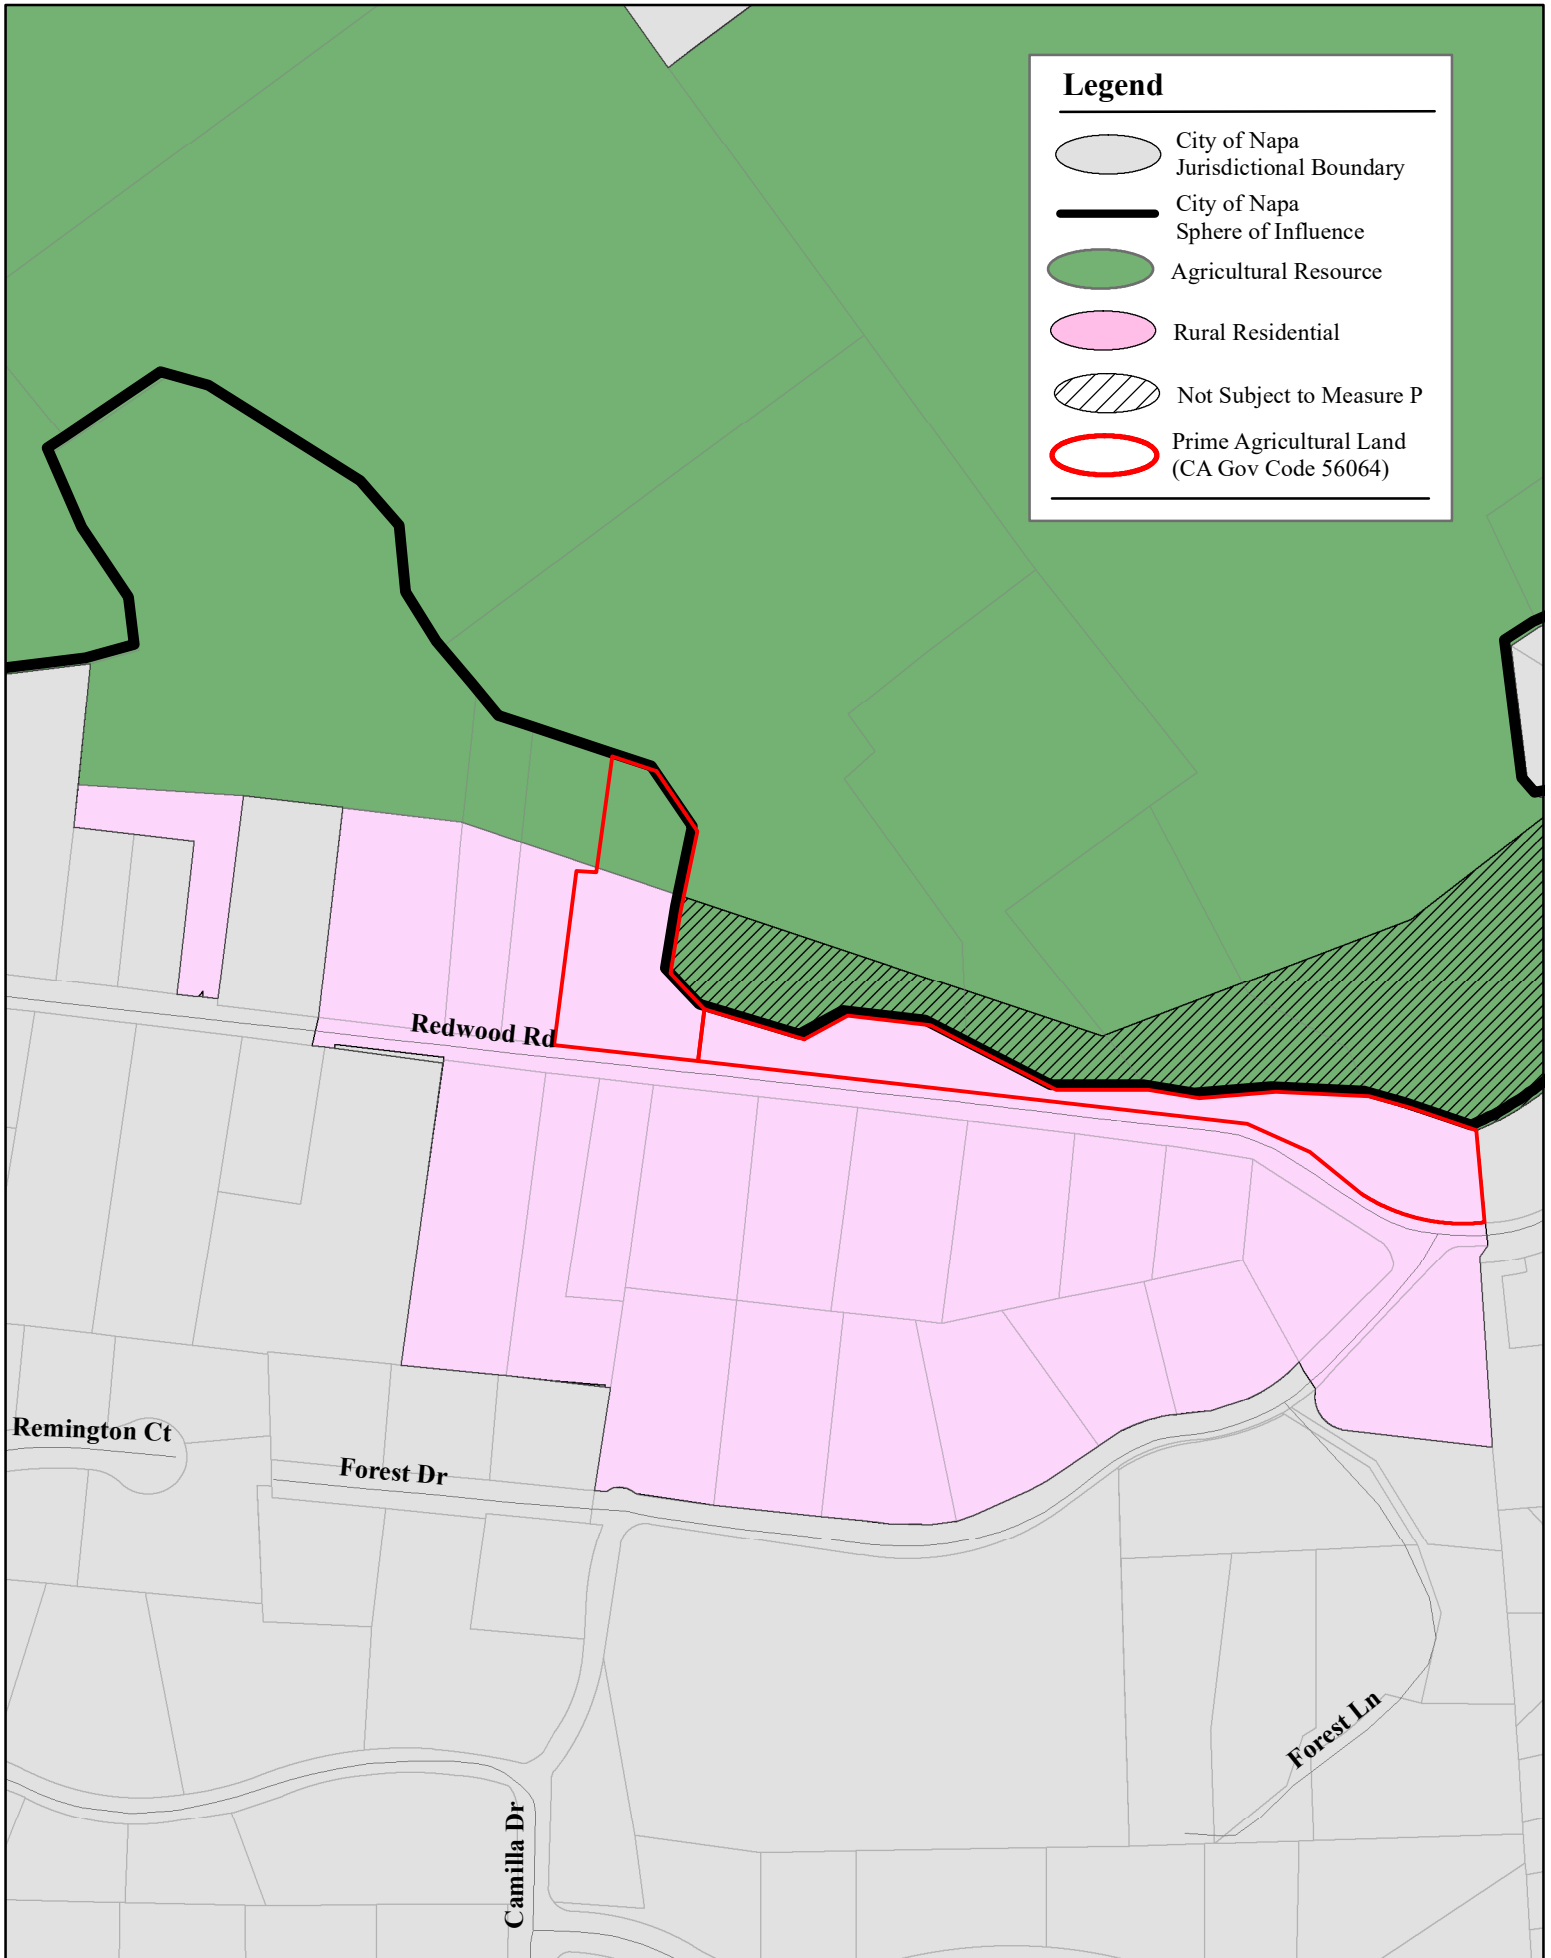 Legend
City of Napa
Jurisdictional Boundary
City of Napa
Sphere of Influence
Agricultural Resource
Rural Residential
Not Subject to Measure P
Prime Agricultural Land
(CA Gov Code 56064)
Redwood Rd
Remington Ct
Forest Dr
Forest Ln
Camilla Dr